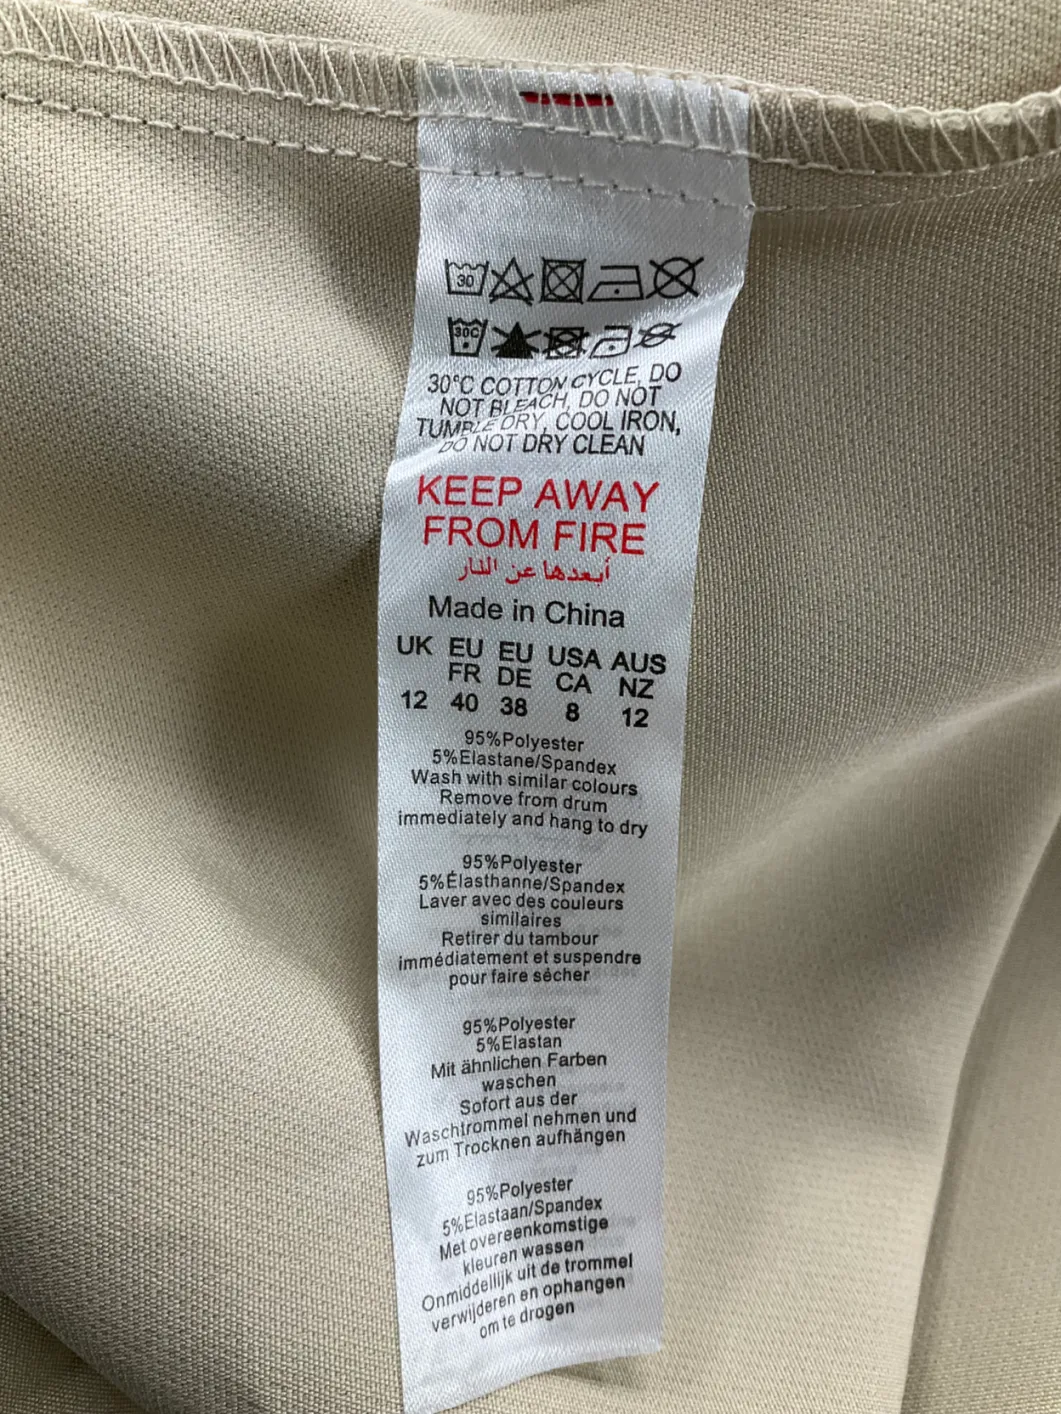 30
30C
30°C COTTON CYCLE, DO
NOT BLEACH, DO NOT
TUMBLE DRY, COOL IRON,
DO NOT DRY CLEAN
KEEP AWAY
FROM FIRE
أبعدها عن النار
Made in China
UK EU EU USA AUS
FR DE CA NZ
12 40 38 8 12
95%Polyester
5%Elastane/Spandex
Wash with similar colours
Remove from drum
immediately and hang to dry
95%Polyester
5%Élasthanne/Spandex
Laver avec des couleurs
similaires
Retirer du tambour
immédiatement et suspendre
pour faire sécher
95%Polyester
5%Elastan
Mit ähnlichen Farben
waschen
Sofort aus der
Waschtrommel nehmen und
zum Trocknen aufhängen
95%Polyester
5%Elastaan/Spandex
Met overeenkomstige
kleuren wassen
Onmiddellijk uit de trommel
verwijderen en ophangen
om te drogen